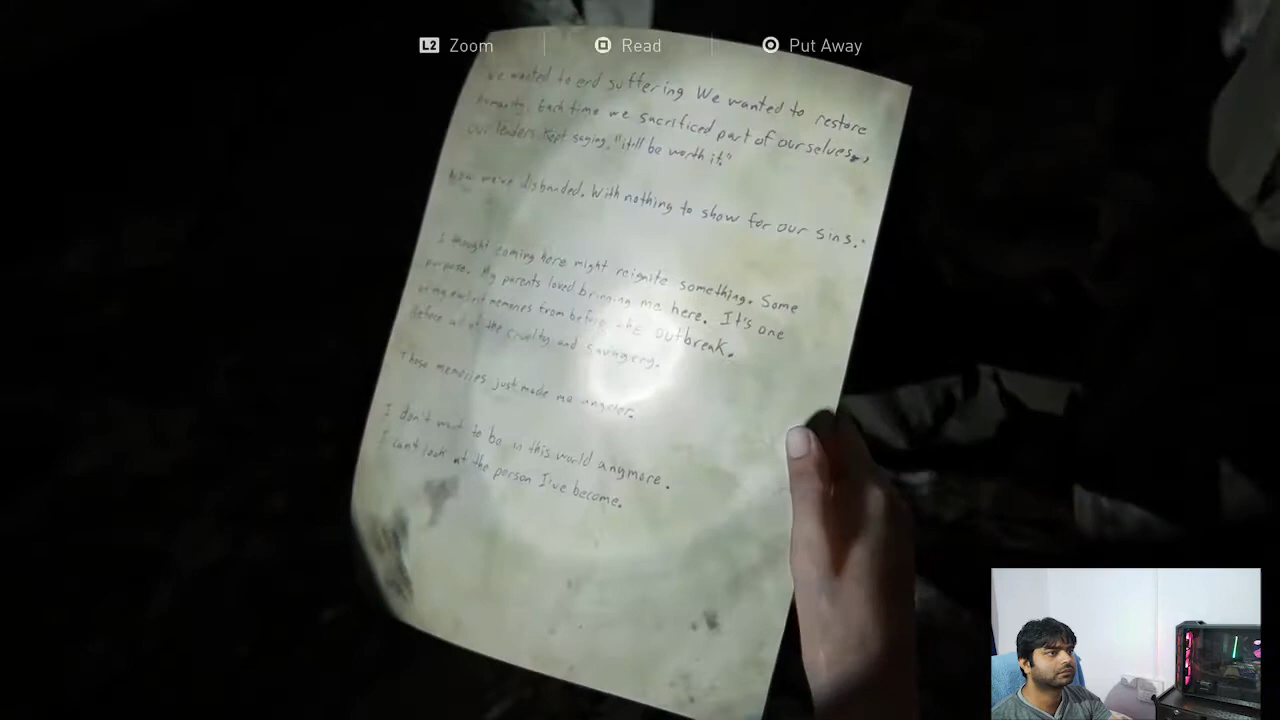 L2 Zoom Read Put Away
We wanted to end suffering We wanted to restore
humanity. Each time we sacrificed part of ourselves,
our leaders kept saying, "it'll be worth it."
Now we've disbanded. With nothing to show for our sins.
I thought coming here might reignite something. Some
purpose. My parents loved bringing me here. It's one
of my earliest memories from before the outbreak.
Before all of the cruelty and savagery.
Those memories just made me angrier.
I don't want to be in this world anymore.
I can't look at the person I've become.